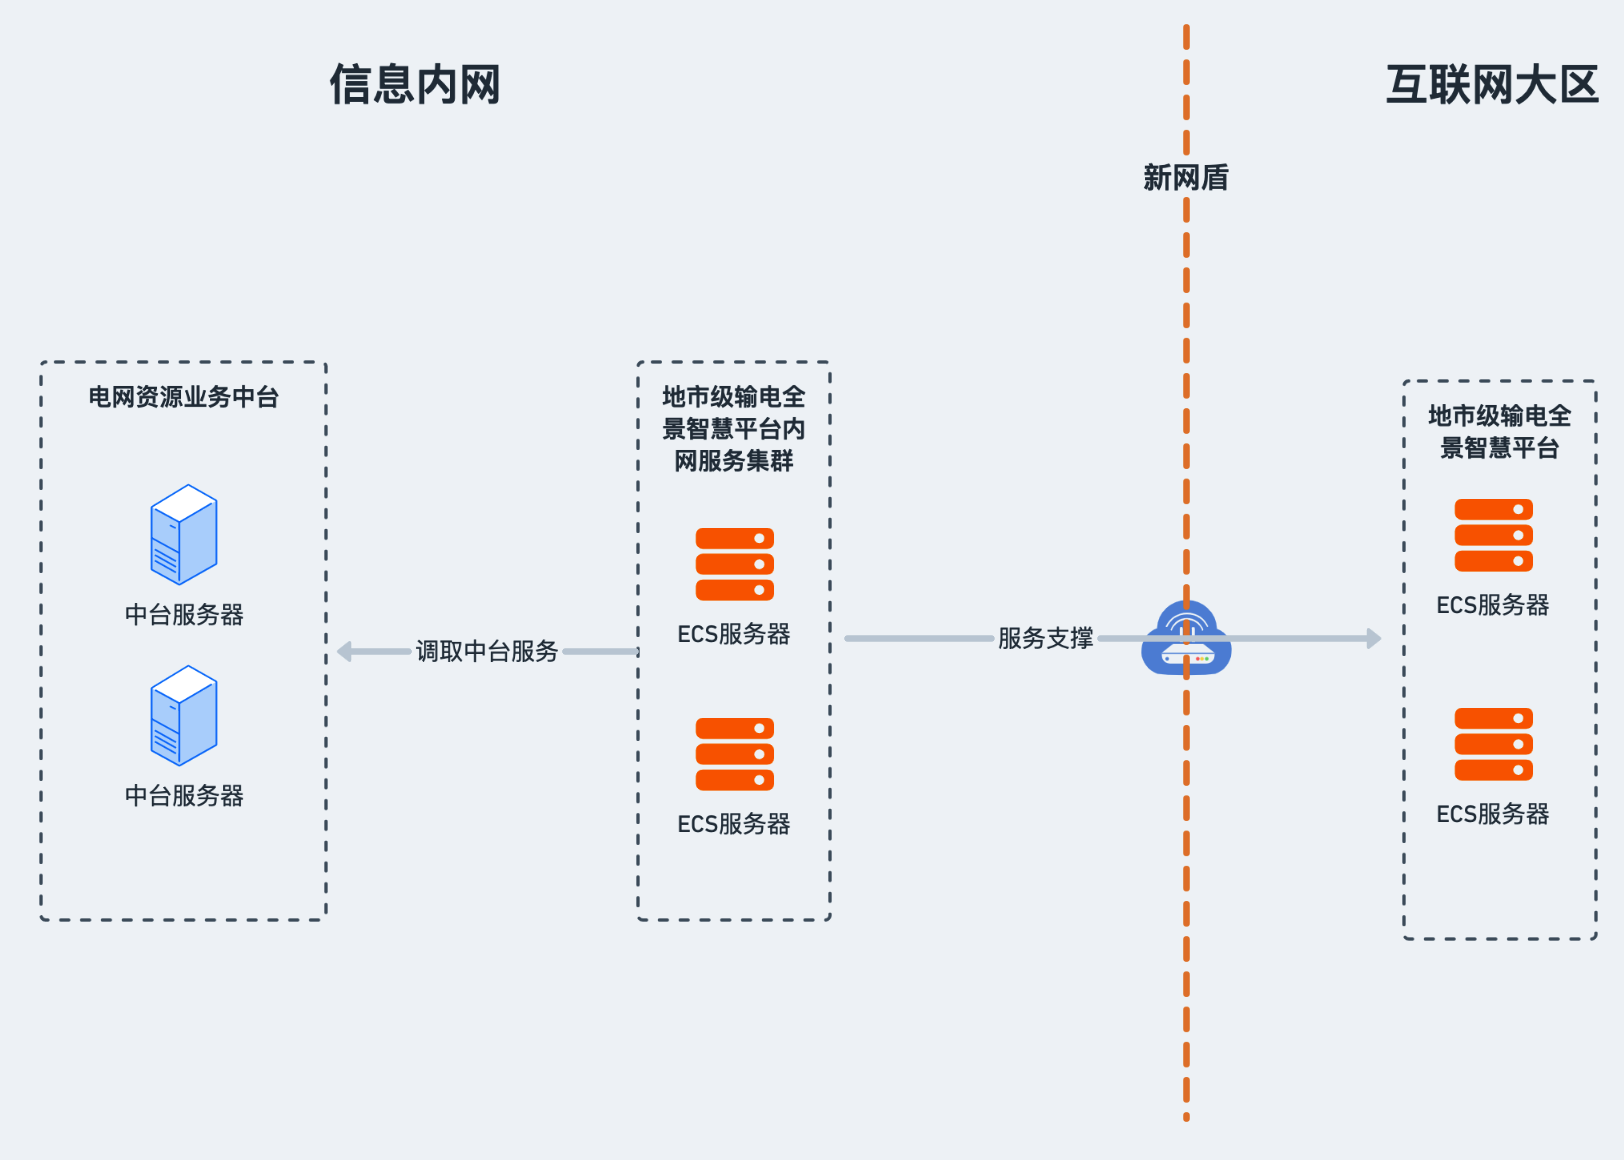 信息内网
互联网大区
新网盾
电网资源业务中台
中台服务器
中台服务器
调取中台服务
地市级输电全
景智慧平台内
网服务集群
ECS服务器
ECS服务器
服务支撑
地市级输电全
景智慧平台
ECS服务器
ECS服务器